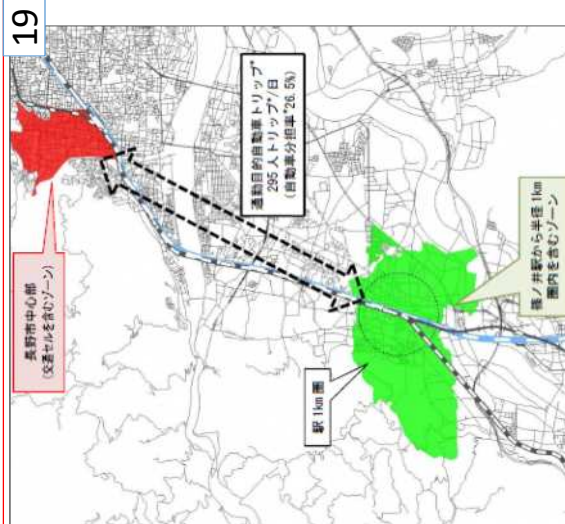 19
長野市中心部
(交通セルを含むゾーン)
通勤目的自動車トリップ
295人トリップ/日
(自動車分担率26.5%)
駅1km圏
篠ノ井駅から半径1km
圏内を含むゾーン